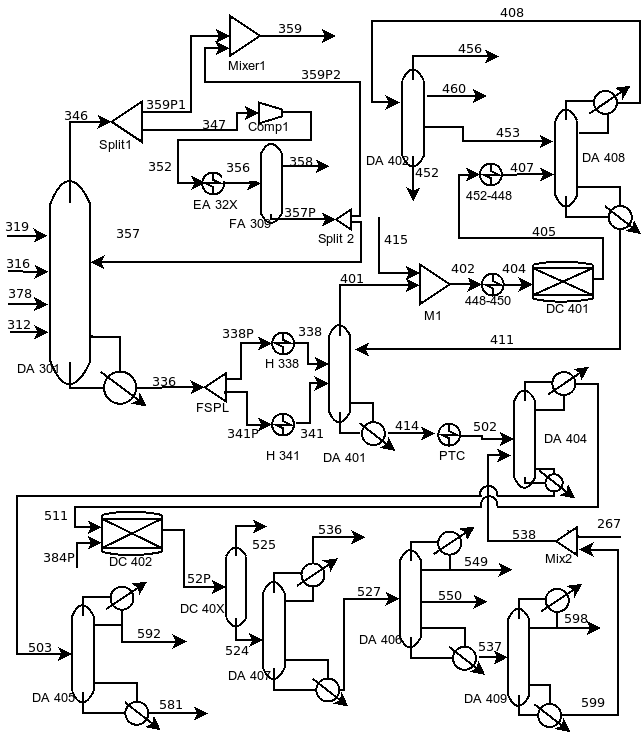 408
359
456
Mixer1
359P2
460
346
359P1
347
Comp1
Split1
453
DA 402
DA 408
352
356
358
452
407
EA 32X
452-448
FA 309
357P
Split 2
319
357
415
405
316
401
402
404
378
448-450
DC 401
M1
312
338P
338
411
DA 301
H 338
336
FSPL
341P
341
414
502
DA 404
H 341
DA 401
PTC
511
267
384P
536
538
525
DC 402
Mix2
549
52P
527
550
DC 40X
503
592
524
598
DA 406
537
DA 407
DA 405
581
DA 409
599